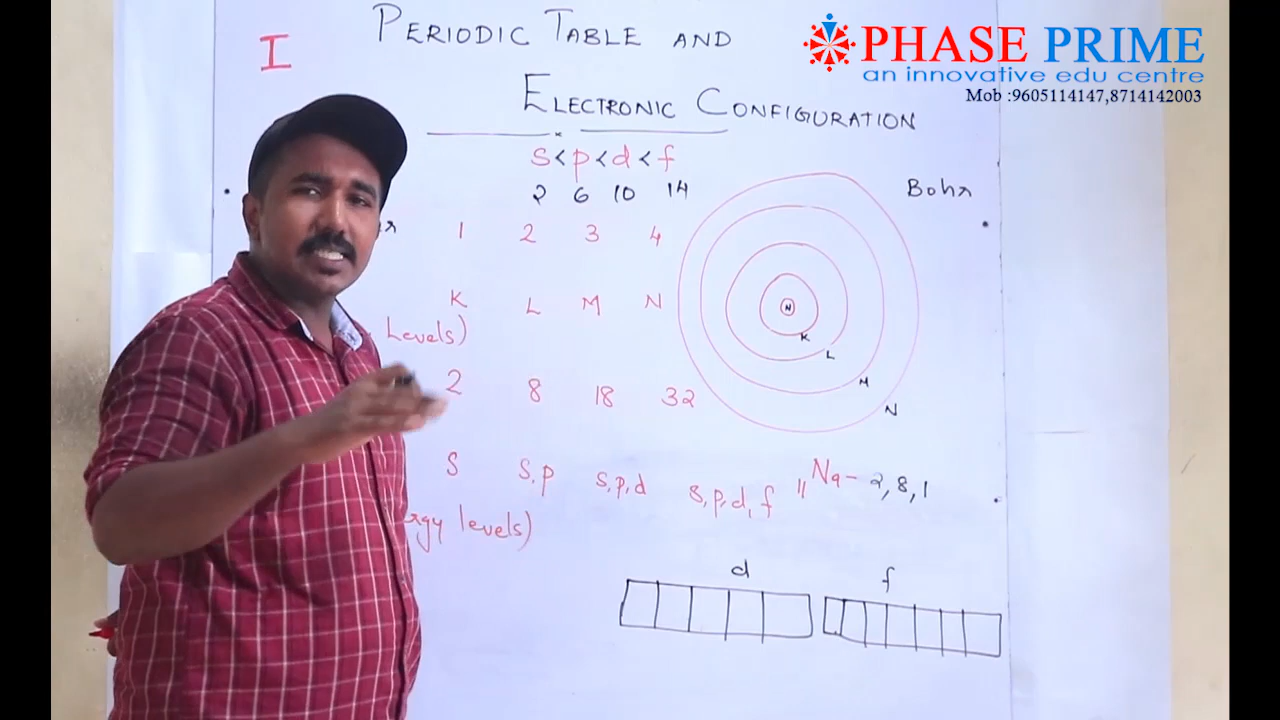 I
PERIODIC TABLE AND
ELECTRONIC CONFIGURATION
PHASE PRIME
an innovative edu centre
Mob :9605114147,8714142003
s<p<d<f
2 6 10 14
Bohr
1 2 3 4
K L M N
Levels)
2 8 18 32
S s,p s,p,d s,p,d,f
levels)
N
K
L
M
N
11Na- 2,8,1
d f